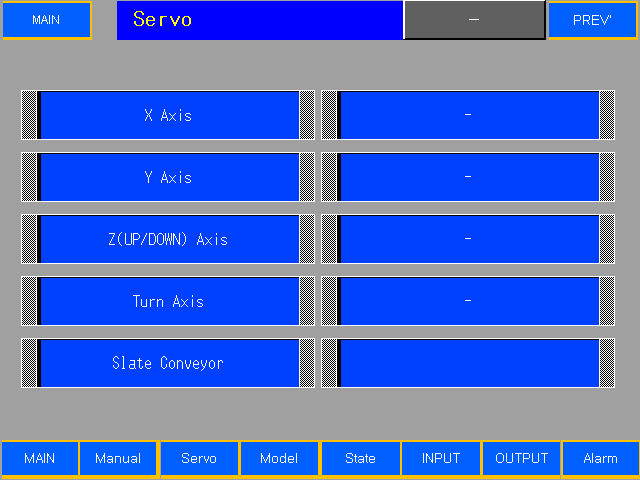 MAIN
Servo
-
PREV'
X Axis
-
Y Axis
-
Z(UP/DOWN) Axis
-
Turn Axis
-
Slate Conveyor
MAIN Manual Servo Model State INPUT OUTPUT Alarm